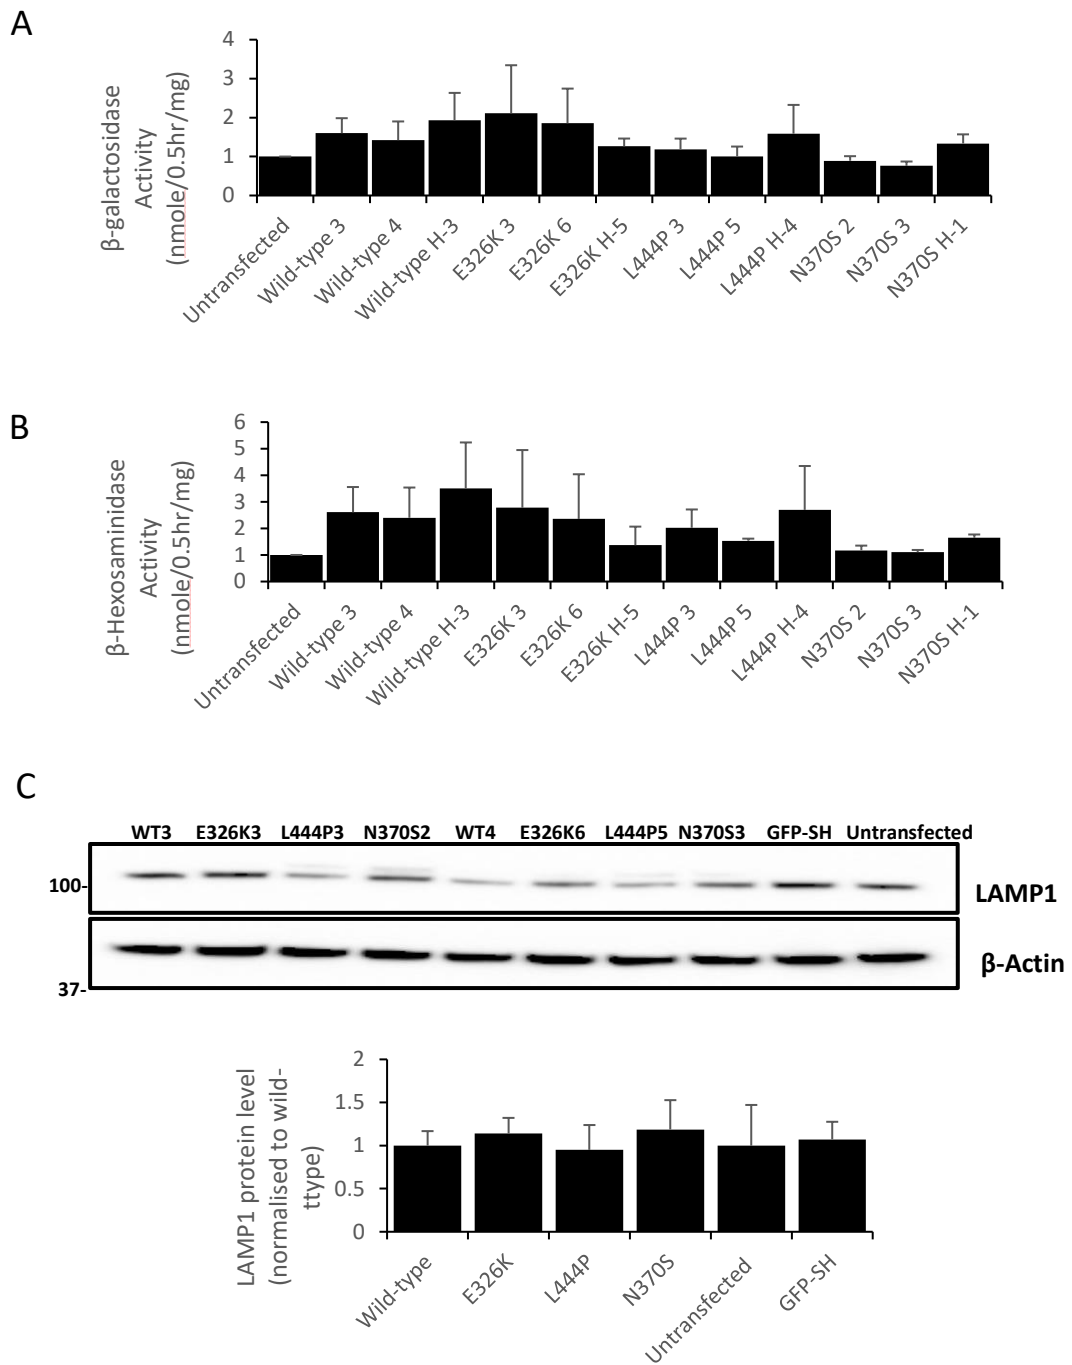 A
β-galactosidase
Activity
(nmole/0.5hr/mg)
4
3
2
1
0
Untransfected
Wild-type 3
Wild-type 4
Wild-type H-3
E326K 3
E326K 6
E326K H-5
L444P 3
L444P 5
L444P H-4
N370S 2
N370S 3
N370S H-1
B
β-Hexosaminidase
Activity
(nmole/0.5hr/mg)
6
5
4
3
2
1
0
Untransfected
Wild-type 3
Wild-type 4
Wild-type H-3
E326K 3
E326K 6
E326K H-5
L444P 3
L444P 5
L444P H-4
N370S 2
N370S 3
N370S H-1
C
WT3 E326K3 L444P3 N370S2 WT4 E326K6 L444P5 N370S3 GFP-SH Untransfected
100-
LAMP1
β-Actin
37-
LAMP1 protein level
(normalised to wild-
ttype)
2
1.5
1
0.5
0
Wild-type
E326K
L444P
N370S
Untransfected
GFP-SH